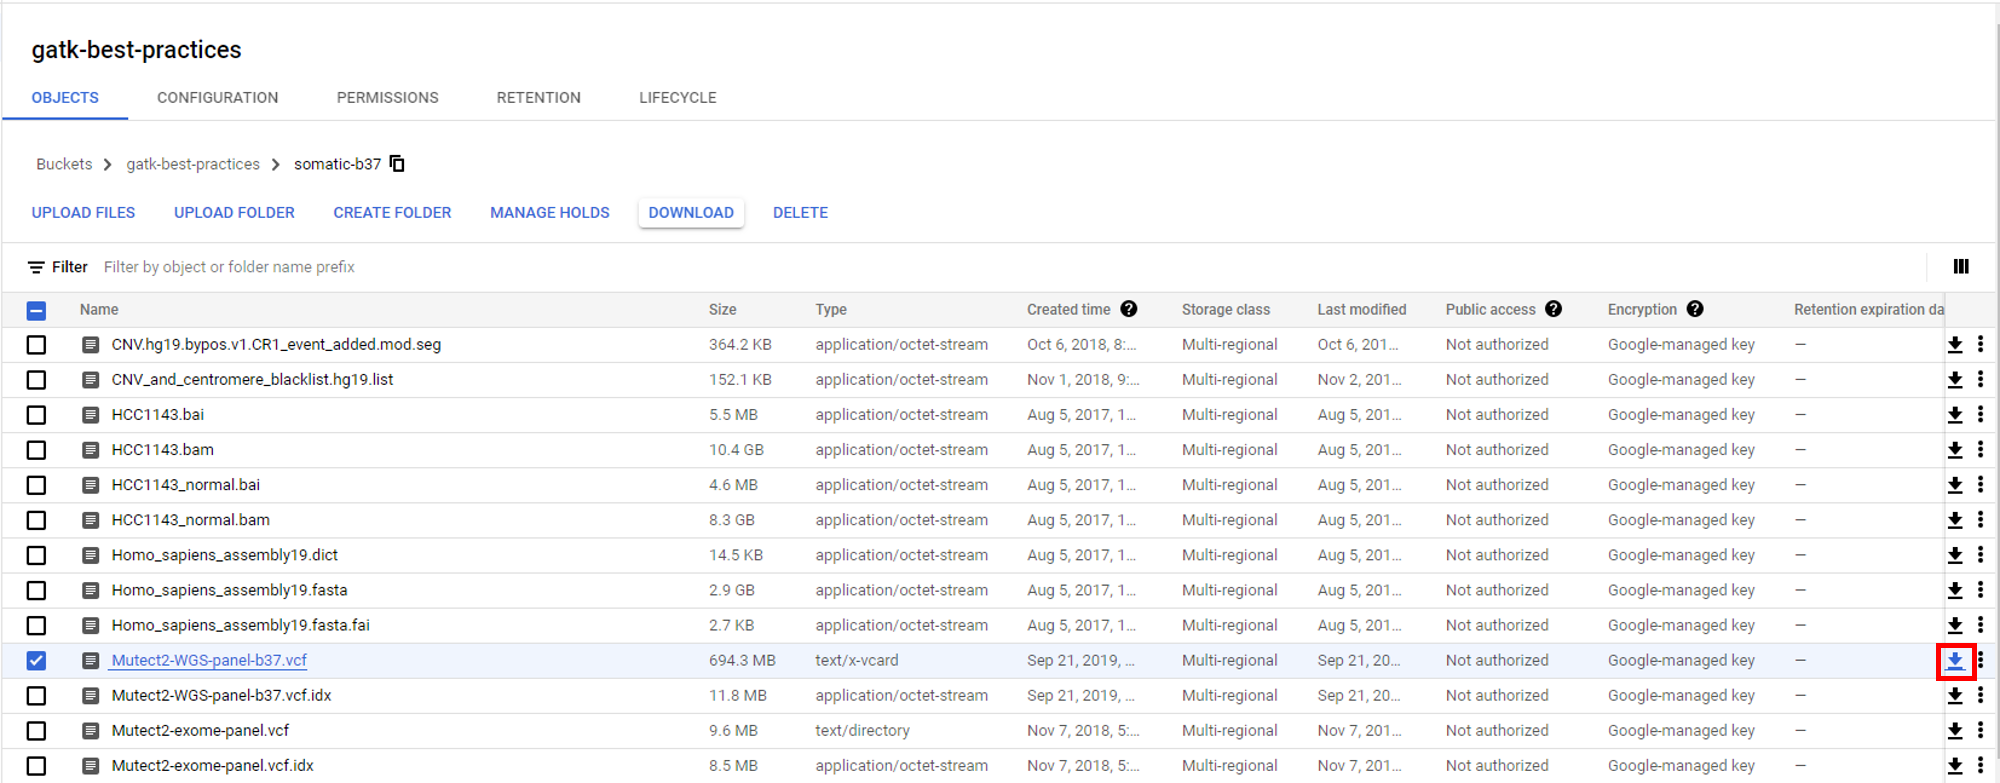 gatk-best-practices
OBJECTS CONFIGURATION PERMISSIONS RETENTION LIFECYCLE
Buckets > gatk-best-practices > somatic-b37
UPLOAD FILES UPLOAD FOLDER CREATE FOLDER MANAGE HOLDS DOWNLOAD DELETE
Filter Filter by object or folder name prefix
Name Size Type Created time ? Storage class Last modified Public access ? Encryption ? Retention expiration da
CNV.hg19.bypos.v1.CR1_event_added.mod.seg 364.2 KB application/octet-stream Oct 6, 2018, 8:... Multi-regional Oct 6, 201... Not authorized Google-managed key —
CNV_and_centromere_blacklist.hg19.list 152.1 KB application/octet-stream Nov 1, 2018, 9:... Multi-regional Nov 2, 201... Not authorized Google-managed key —
HCC1143.bai 5.5 MB application/octet-stream Aug 5, 2017, 1... Multi-regional Aug 5, 201... Not authorized Google-managed key —
HCC1143.bam 10.4 GB application/octet-stream Aug 5, 2017, 1... Multi-regional Aug 5, 201... Not authorized Google-managed key —
HCC1143_normal.bai 4.6 MB application/octet-stream Aug 5, 2017, 1... Multi-regional Aug 5, 201... Not authorized Google-managed key —
HCC1143_normal.bam 8.3 GB application/octet-stream Aug 5, 2017, 1... Multi-regional Aug 5, 201... Not authorized Google-managed key —
Homo_sapiens_assembly19.dict 14.5 KB application/octet-stream Aug 5, 2017, 1... Multi-regional Aug 5, 201... Not authorized Google-managed key —
Homo_sapiens_assembly19.fasta 2.9 GB application/octet-stream Aug 5, 2017, 1... Multi-regional Aug 5, 201... Not authorized Google-managed key —
Homo_sapiens_assembly19.fasta.fai 2.7 KB application/octet-stream Aug 5, 2017, 1... Multi-regional Aug 5, 201... Not authorized Google-managed key —
Mutect2-WGS-panel-b37.vcf 694.3 MB text/x-vcard Sep 21, 2019, ... Multi-regional Sep 21, 20... Not authorized Google-managed key —
Mutect2-WGS-panel-b37.vcf.idx 11.8 MB application/octet-stream Sep 21, 2019, ... Multi-regional Sep 21, 20... Not authorized Google-managed key —
Mutect2-exome-panel.vcf 9.6 MB text/directory Nov 7, 2018, 5:... Multi-regional Nov 7, 201... Not authorized Google-managed key —
Mutect2-exome-panel.vcf.idx 8.5 MB application/octet-stream Nov 7, 2018, 5:... Multi-regional Nov 7, 201... Not authorized Google-managed key —